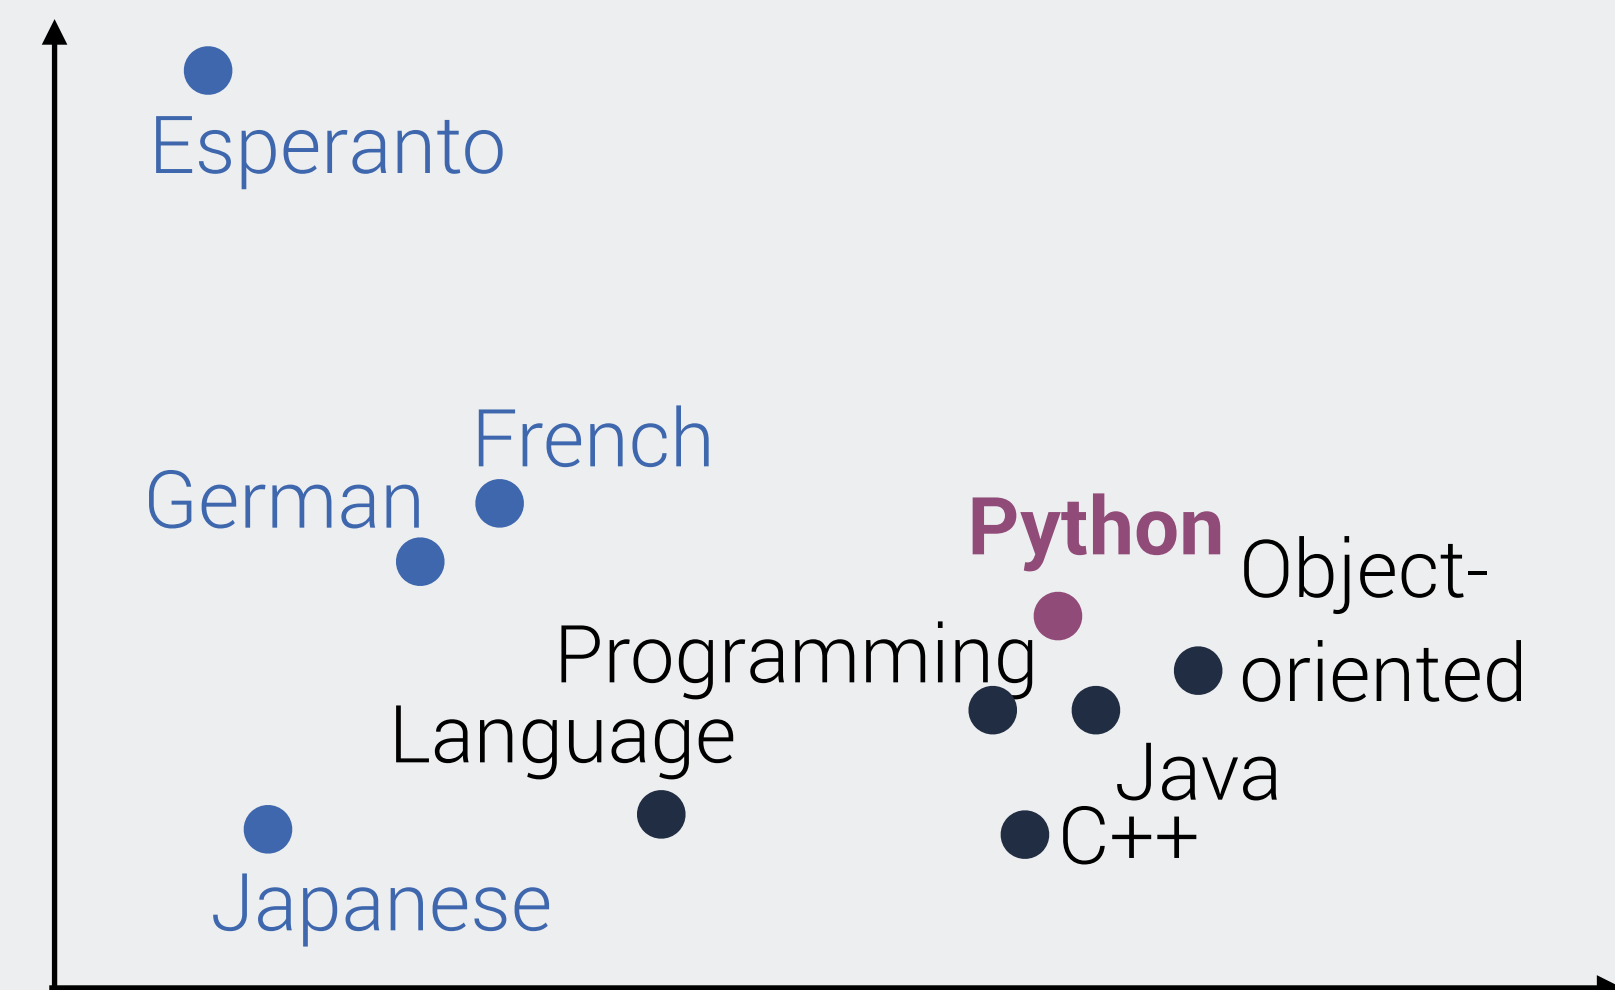 Esperanto
French
German
Python
Object-
oriented
Programming
Language
Java
C++
Japanese